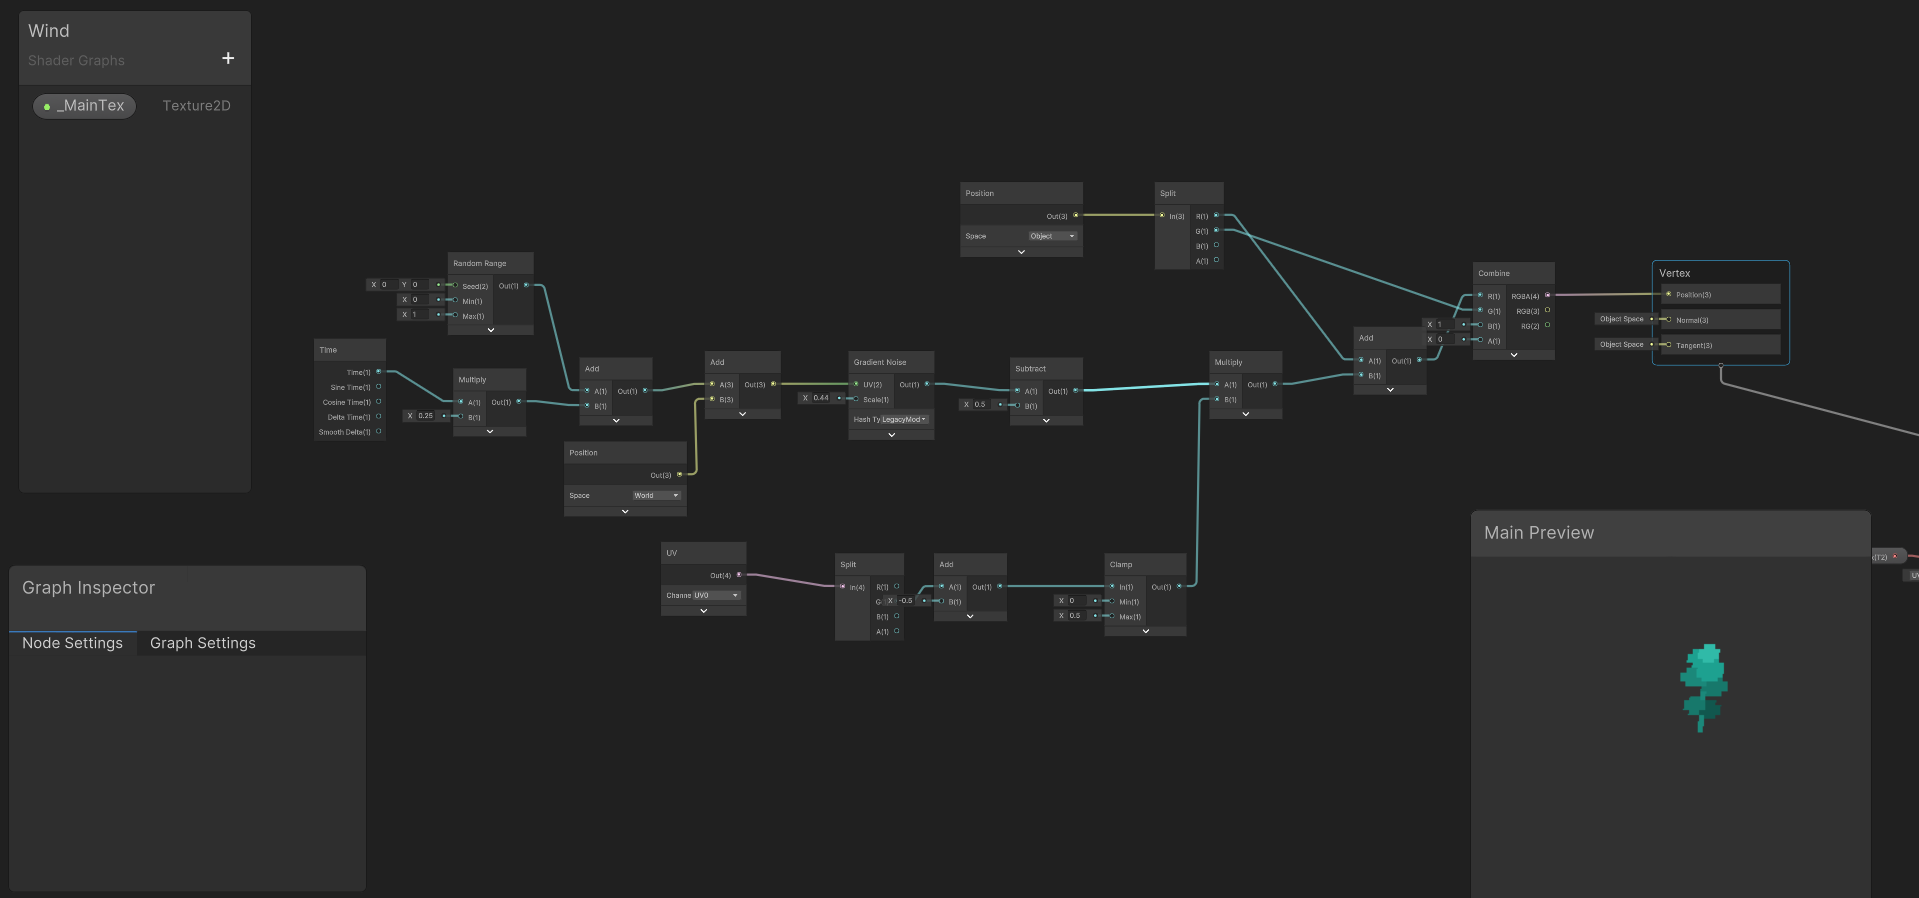 Wind
Shader Graphs
+
_MainTex Texture2D
Position
Out(3)
Space Object
Split
In(3) R(1)
G(1)
B(1)
A(1)
Random Range
X 0 Y 0 Seed(2) Out(1)
X 0 Min(1)
X 1 Max(1)
Combine
R(1) RGBA(4)
G(1) RGB(3)
X 1 B(1) RG(2)
X 0 A(1)
Vertex
Position(3)
Object Space Normal(3)
Object Space Tangent(3)
Add
A(1) Out(1)
B(1)
Time
Time(1)
Sine Time(1)
Cosine Time(1)
Delta Time(1)
Smooth Delta(1)
Multiply
A(1) Out(1)
X 0.25 B(1)
Add
A(1) Out(1)
B(1)
Add
A(3) Out(3)
B(3)
Gradient Noise
UV(2) Out(1)
X 0.44 Scale(1)
Hash Ty LegacyMod
Subtract
A(1) Out(1)
X 0.5 B(1)
Multiply
A(1) Out(1)
B(1)
Position
Out(3)
Space World
UV
Out(4)
Channe UV0
Split
In(4) R(1)
G
B(1)
A(1)
Add
A(1) Out(1)
X -0.5 B(1)
Clamp
In(1) Out(1)
X 0 Min(1)
X 0.5 Max(1)
Graph Inspector
Node Settings Graph Settings
Main Preview
(T2)